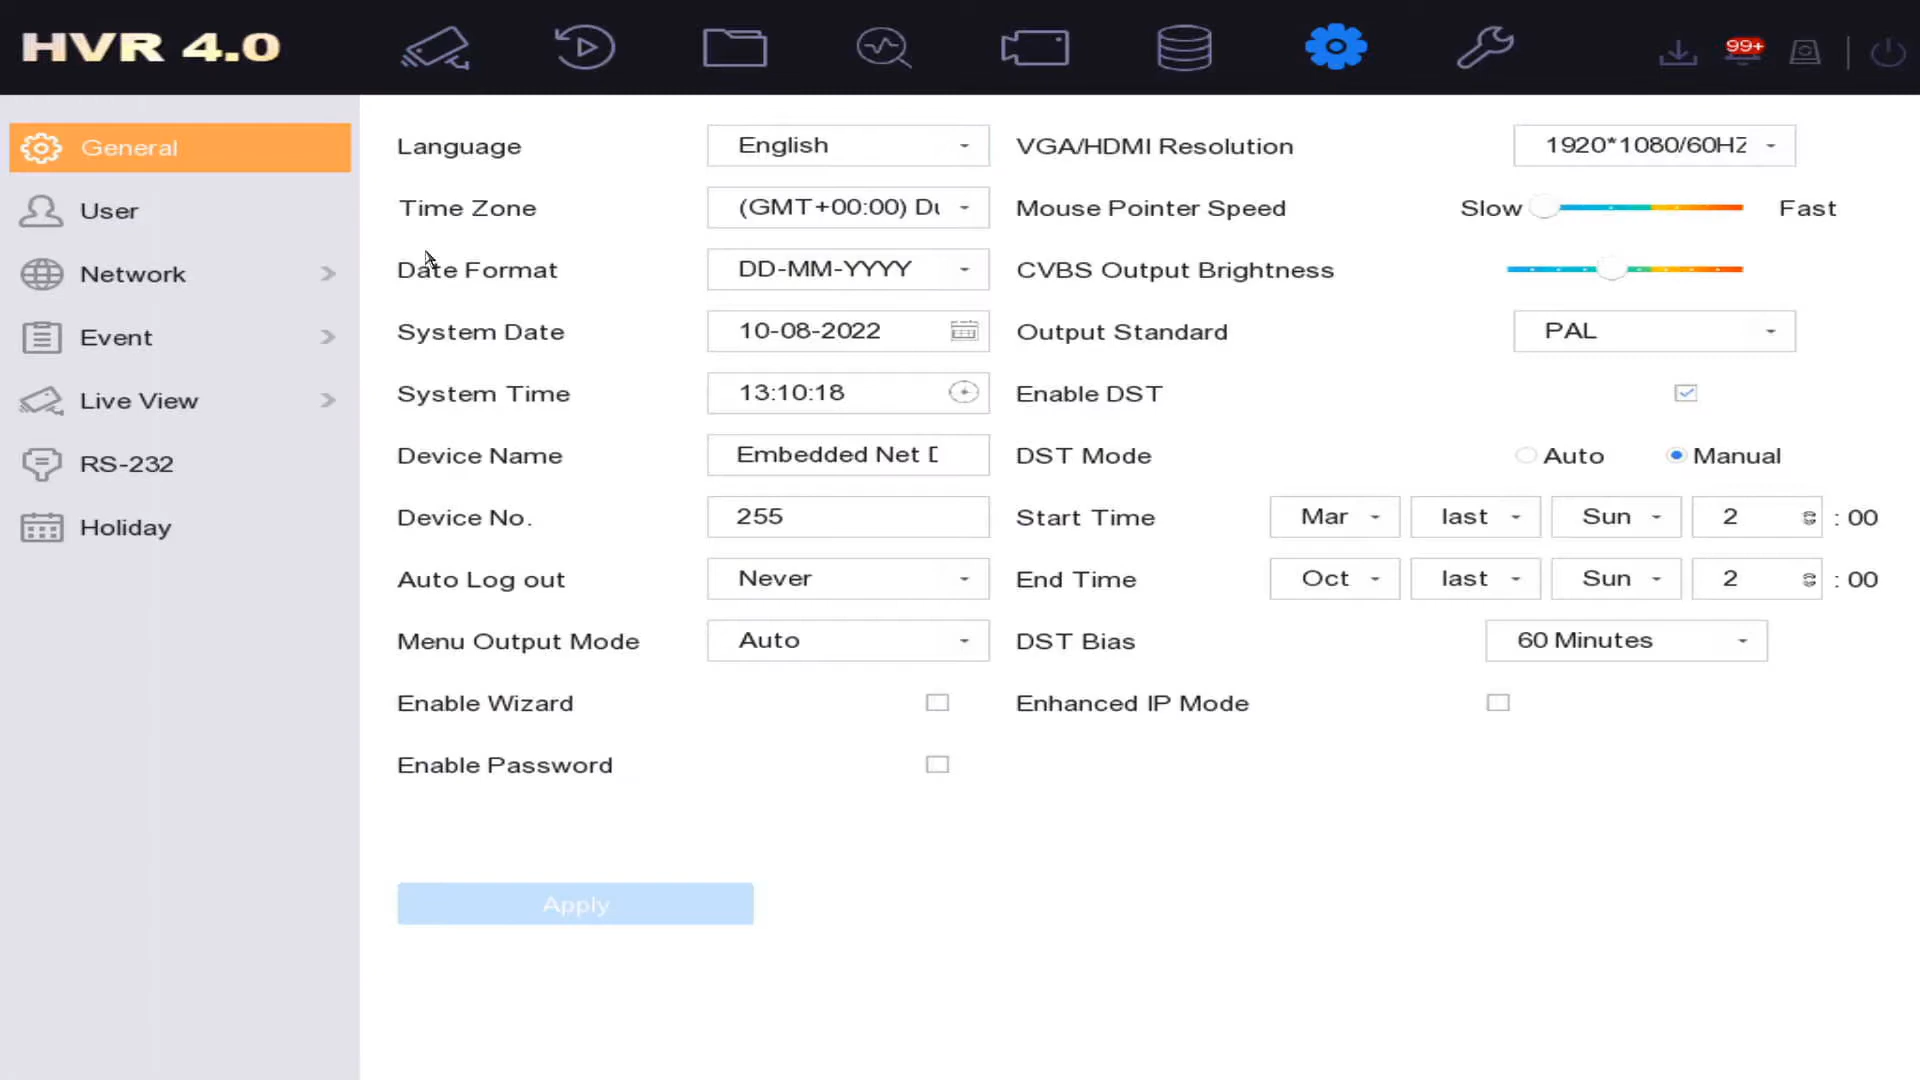 HVR 4.0
99+
General
User
Network
Event
Live View
RS-232
Holiday
Language English
Time Zone (GMT+00:00)
Date Format DD-MM-YYYY
System Date 10-08-2022
System Time 13:10:18
Device Name Embedded Net
Device No. 255
Auto Log out Never
Menu Output Mode Auto
Enable Wizard
Enable Password
VGA/HDMI Resolution 1920*1080/60HZ
Mouse Pointer Speed Slow Fast
CVBS Output Brightness
Output Standard PAL
Enable DST
DST Mode Auto Manual
Start Time Mar last Sun 2 : 00
End Time Oct last Sun 2 : 00
DST Bias 60 Minutes
Enhanced IP Mode
Apply